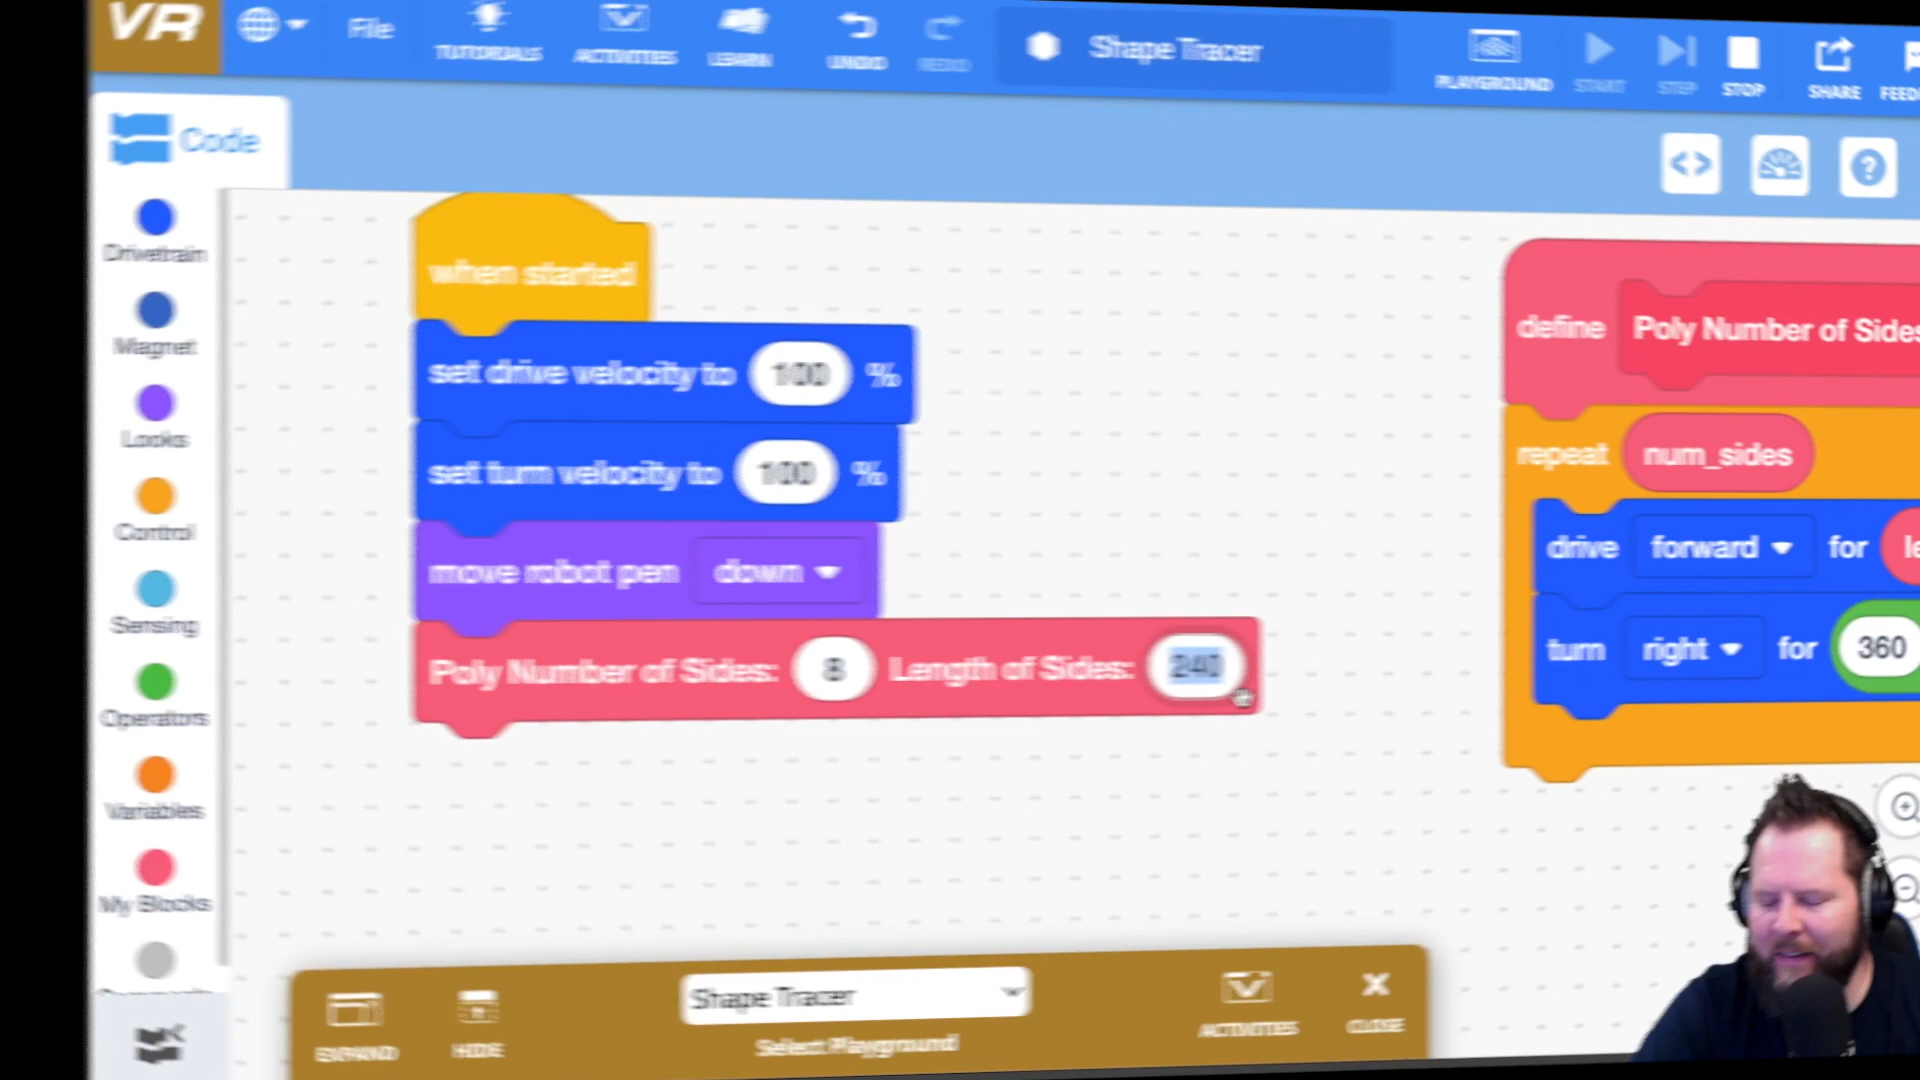 VR
File
TUTORIALS
ACTIVITIES
LEARN
UNDO
REDO
Shape Tracer
PLAYGROUND
START
STEP
STOP
SHARE
Code
Drivetrain
Magnet
Looks
Control
Sensing
Operators
Variables
My Blocks
when started
set drive velocity to 100 %
set turn velocity to 100 %
move robot pen down
Poly Number of Sides: 8 Length of Sides: 240
define Poly Number of Sides
repeat num_sides
drive forward for le
turn right for 360
EXPAND
HIDE
Shape Tracer
Select Playground
ACTIVITIES
CLOSE